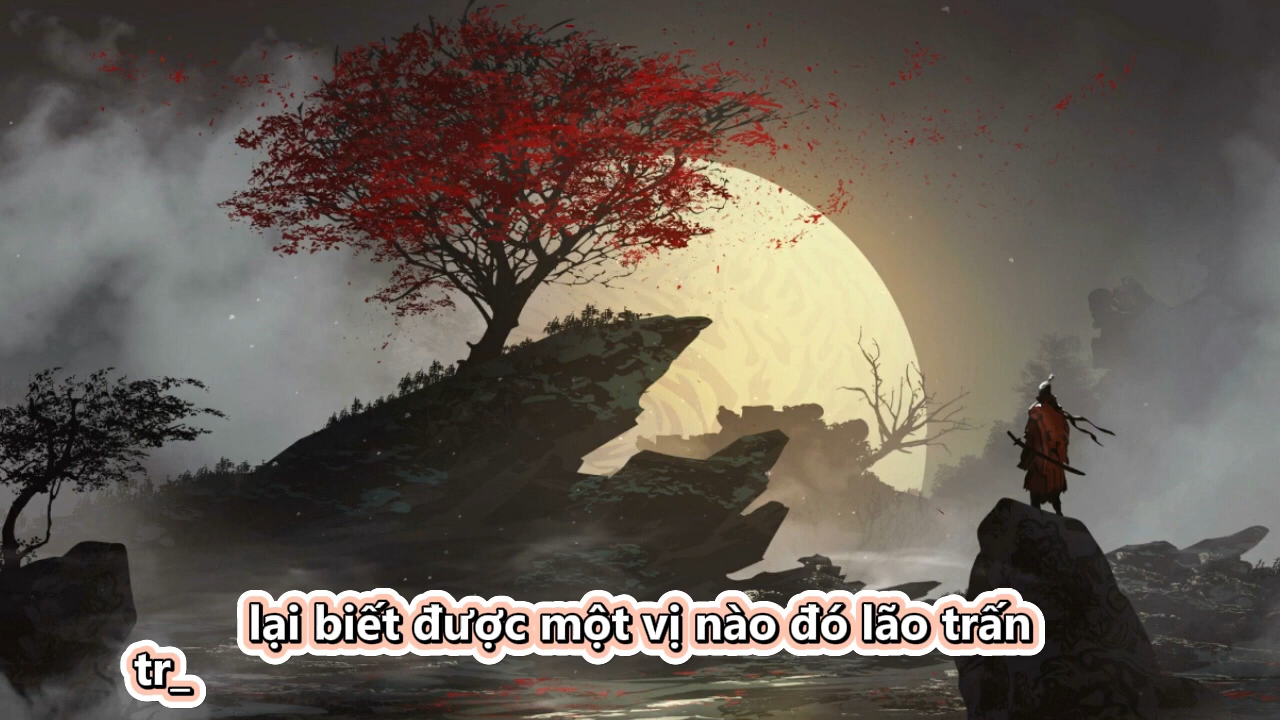 lại biết được một vị nào đó lão trấn
tr_